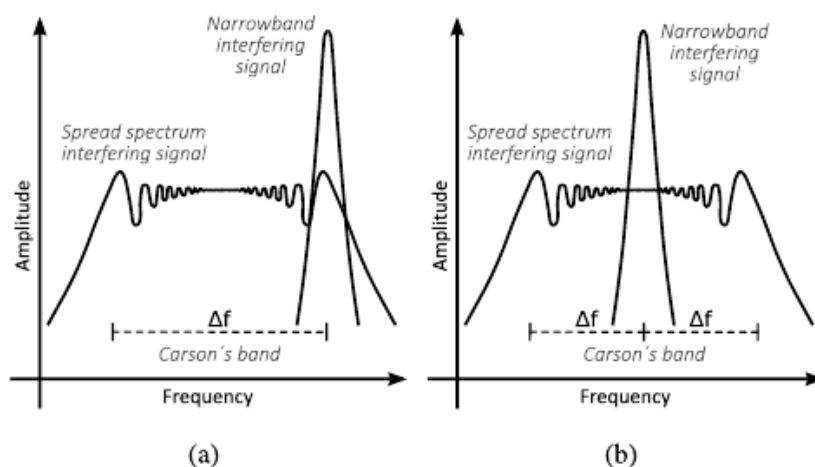 Narrowband
interfering
signal
Spread spectrum
interfering signal
Amplitude
Δf
Carson´s band
Frequency
(a)
Narrowband
interfering
signal
Spread spectrum
interfering signal
Amplitude
Δf
Δf
Carson´s band
Frequency
(b)